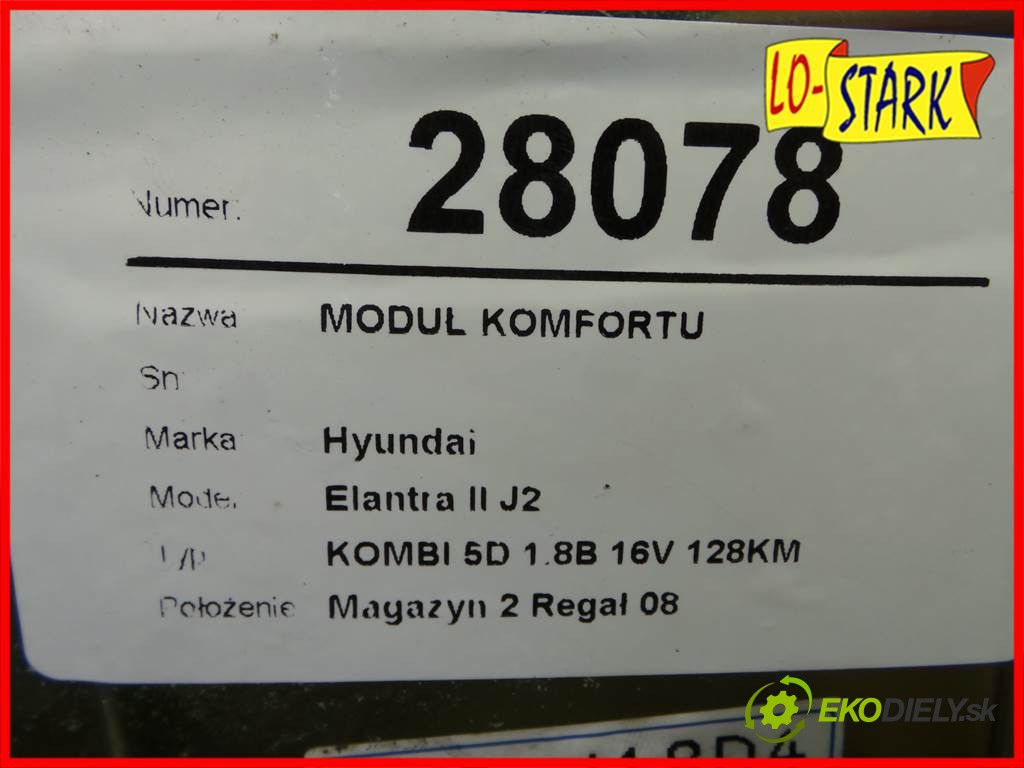 LO-STARK
Numer: 28078
Nazwa MODUŁ KOMFORTU
Sn
Marka Hyundai
Model Elantra II J2
Typ KOMBI 5D 1.8B 16V 128KM
Położenie Magazyn 2 Regał 08
EKODIELY.sk